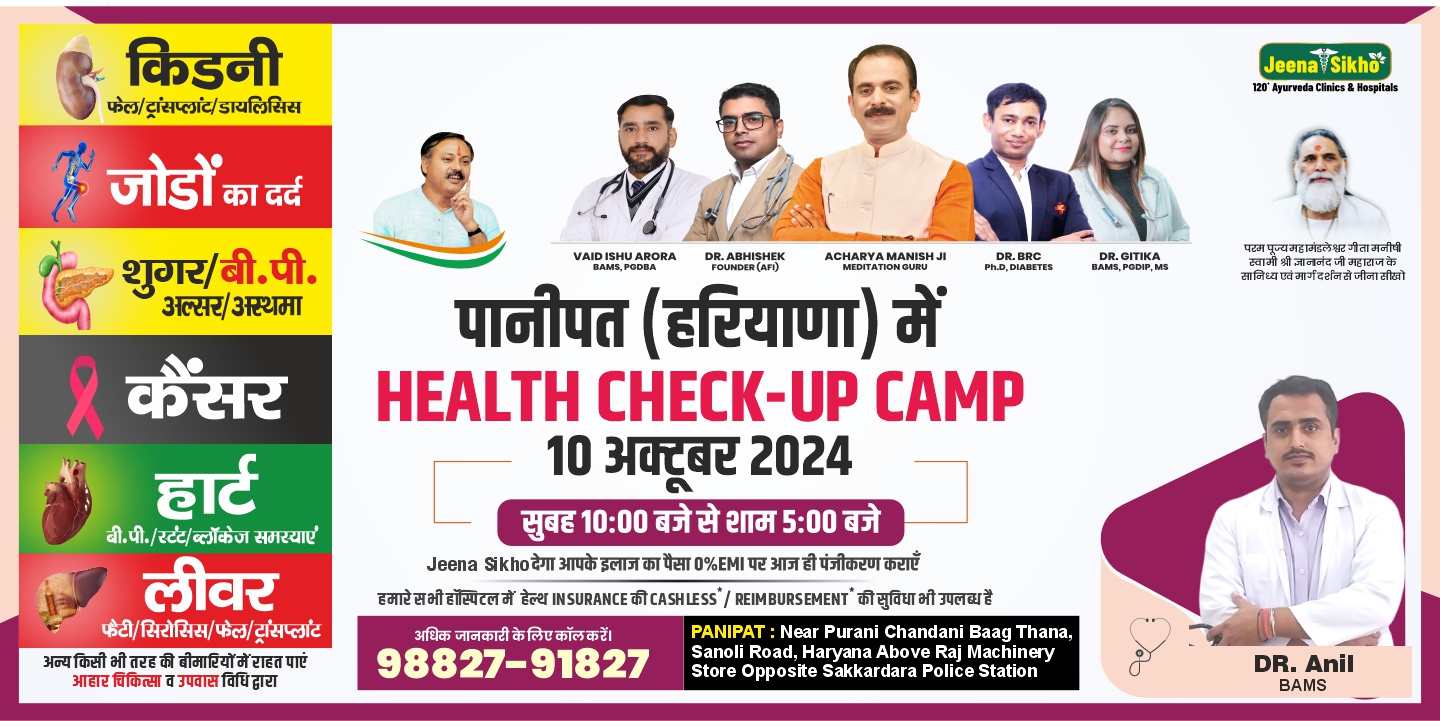 किडनी
फेल/ट्रांसप्लांट/डायलिसिस
जोडों का दर्द
शुगर/बी.पी.
अल्सर/अस्थमा
कैंसर
हार्ट
बी.पी./स्टंट/ब्लॉकेज समस्याएं
लीवर
फैटी/सिरोसिस/फेल/ट्रांसप्लांट
अन्य किसी भी तरह की बीमारियों में राहत पाएं
आहार चिकित्सा व उपवास विधि द्वारा
VAID ISHU ARORA
BAMS, PGDBA
DR. ABHISHEK
FOUNDER (AFI)
ACHARYA MANISH JI
MEDITATION GURU
DR. BRC
Ph.D, DIABETES
DR. GITIKA
BAMS, PGDIP, MS
Jeena Sikho
120+ Ayurveda Clinics & Hospitals
परम पूज्य महामंडलेश्वर गीता मनीषी
स्वामी श्री ज्ञानानंद जी महाराज के
सानिध्य एवं मार्ग दर्शन से जीना सीखो
पानीपत (हरियाणा) में
HEALTH CHECK-UP CAMP
10 अक्टूबर 2024
सुबह 10:00 बजे से शाम 5:00 बजे
Jeena Sikho देगा आपके इलाज का पैसा 0%EMI पर आज ही पंजीकरण कराएँ
हमारे सभी हॉस्पिटल में हेल्थ INSURANCE की CASHLESS*/ REIMBURSEMENT* की सुविधा भी उपलब्ध है
अधिक जानकारी के लिए कॉल करें।
98827-91827
PANIPAT : Near Purani Chandani Baag Thana,
Sanoli Road, Haryana Above Raj Machinery
Store Opposite Sakkardara Police Station
DR. Anil
BAMS